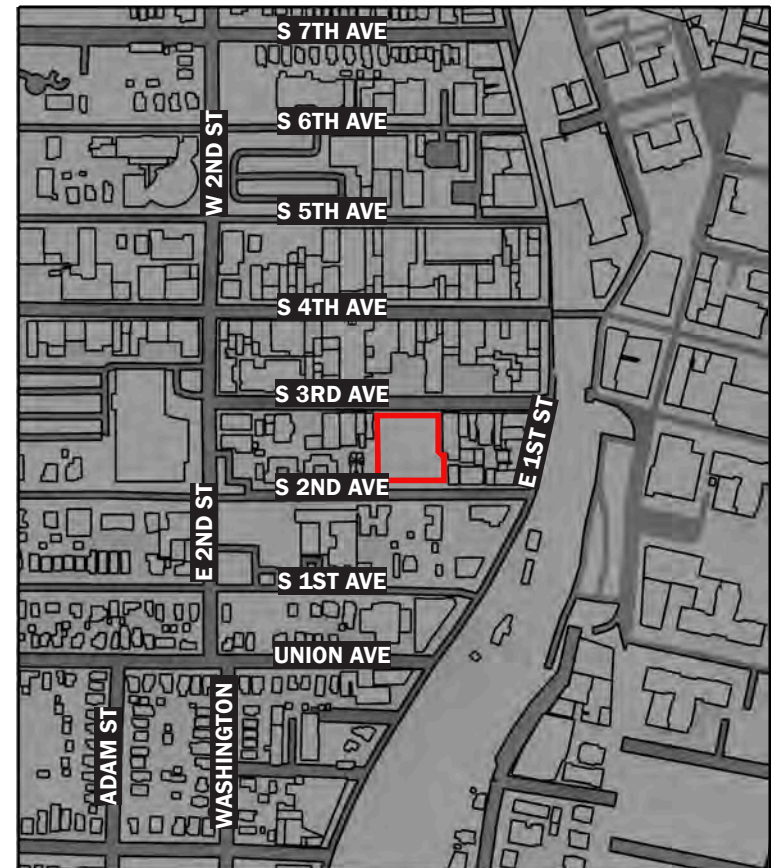 S 7TH AVE
S 6TH AVE
W 2ND ST
S 5TH AVE
S 4TH AVE
S 3RD AVE
E 1ST ST
S 2ND AVE
E 2ND ST
S 1ST AVE
UNION AVE
ADAM ST
WASHINGTON